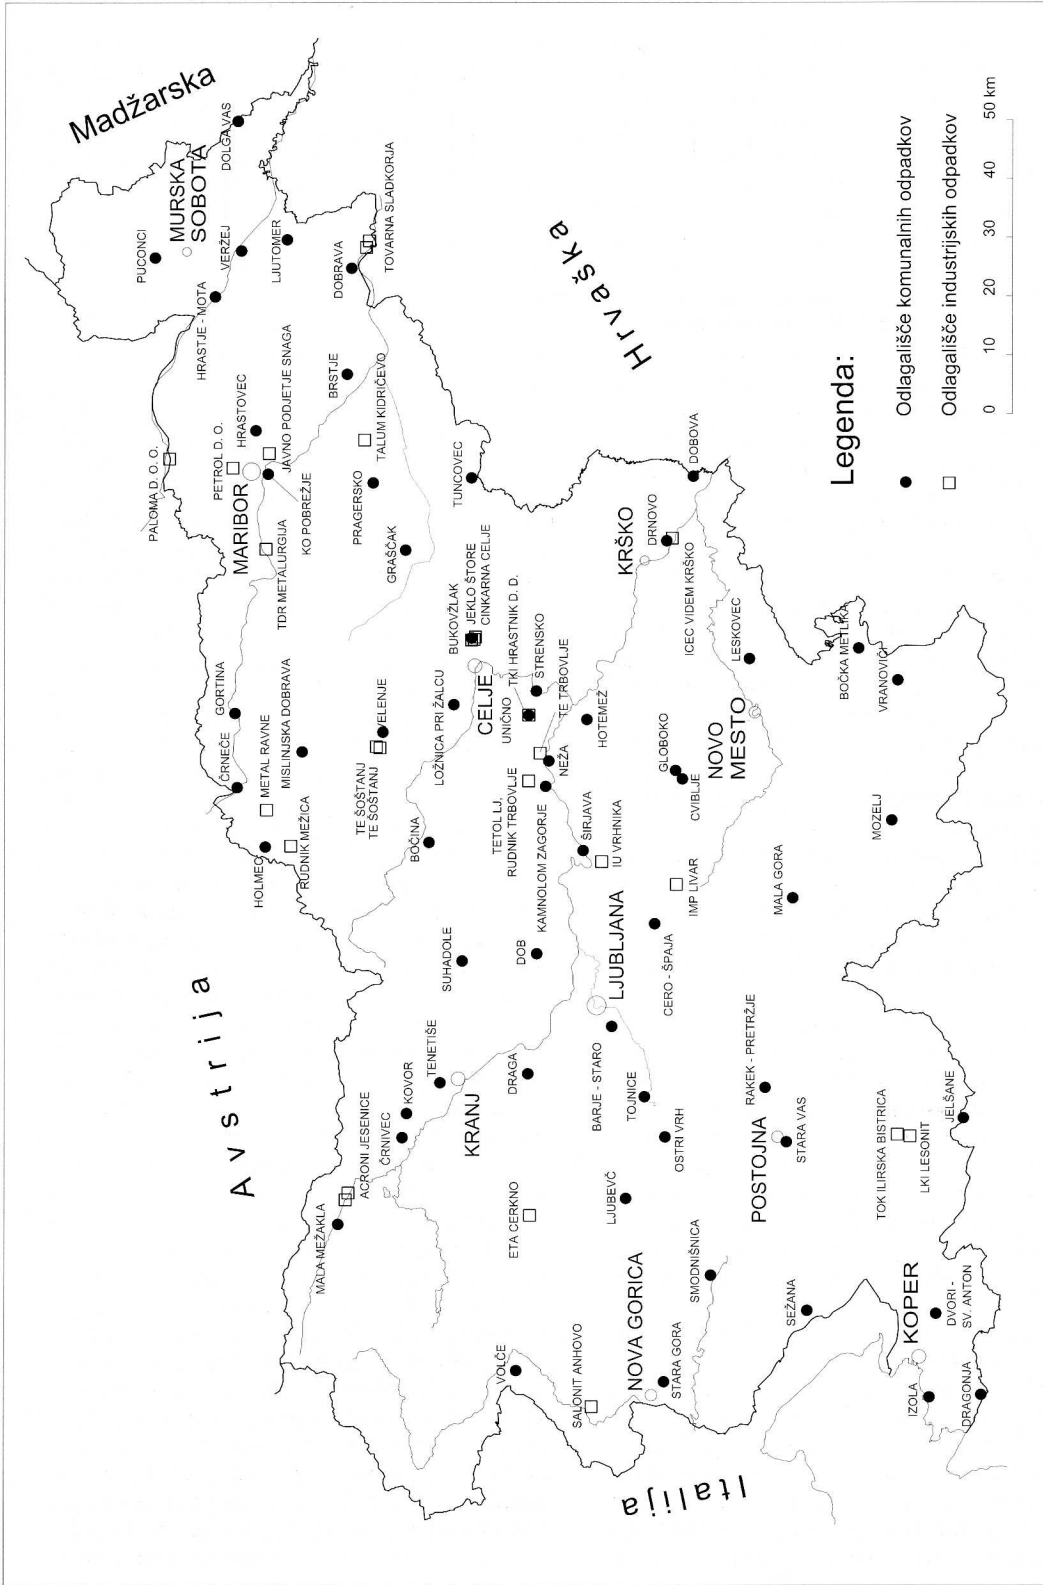 Madžarska
Avstrija
Hrvaška
Italija
PUCONCI
MURSKA
SOBOTA
DOLGA VAS
HRASTJE - MOTA
VERŽEJ
LJUTOMER
DOBRAVA
TOVARNA SLADKORJA
PALOMA D. O. O.
PETROL D. O.
HRASTOVEC
MARIBOR
JAVNO PODJETJE SNAGA
KO POBREŽJE
TDR METALURGIJA
BRSTJE
TALUM KIDRIČEVO
PRAGERSKO
GRAŠČAK
TUNCOVEC
ČRNEČE
GORTINA
METAL RAVNE
MISLINJSKA DOBRAVA
HOLMEC
RUDNIK MEŽICA
TE ŠOŠTANJ
TE ŠOŠTANJ
VELENJE
BOČINA
LOŽNICA PRI ŽALCU
BUKOVŽLAK
JEKLO ŠTORE
CINKARNA CELJE
CELJE
UNIČNO
TKI HRASTNIK D. D.
STRENSKO
TE TRBOVLJE
NEŽA
HOTEMEŽ
TETOL LJ.
RUDNIK TRBOVLJE
KAMNOLOM ZAGORJE
ŠIRJAVA
IU VRHNIKA
SUHADOLE
DOB
LJUBLJANA
MALA MEŽAKLA
ACRONI JESENICE
ČRNIVEC
KOVOR
TENETIŠE
KRANJ
DRAGA
BARJE - STARO
TOJNICE
OSTRI VRH
LJUBEVČ
ETA CERKNO
VOLČE
SALONIT ANHOVO
NOVA GORICA
STARA GORA
SMODNIŠNICA
SEŽANA
CERO - ŠPAJA
IMP LIVAR
GLOBOKO
CVIBLJE
KRŠKO
DRNOVO
DOBOVA
ICEC VIDEM KRŠKO
LESKOVEC
NOVO
MESTO
BOČKA METLIKA
VRANOVIČI
MOZELJ
MALA GORA
RAKEK - PRETRŽJE
POSTOJNA
STARA VAS
TOK ILIRSKA BISTRICA
LKI LESONIT
JELŠANE
KOPER
IZOLA
DVORI -
SV. ANTON
DRAGONJA
Legenda:
Odlagališče komunalnih odpadkov
Odlagališče industrijskih odpadkov
0 10 20 30 40 50 km